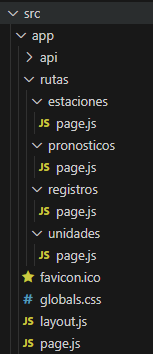 src
app
api
rutas
estaciones
JS page.js
pronosticos
JS page.js
registros
JS page.js
unidades
JS page.js
favicon.ico
# globals.css
JS layout.js
JS page.js